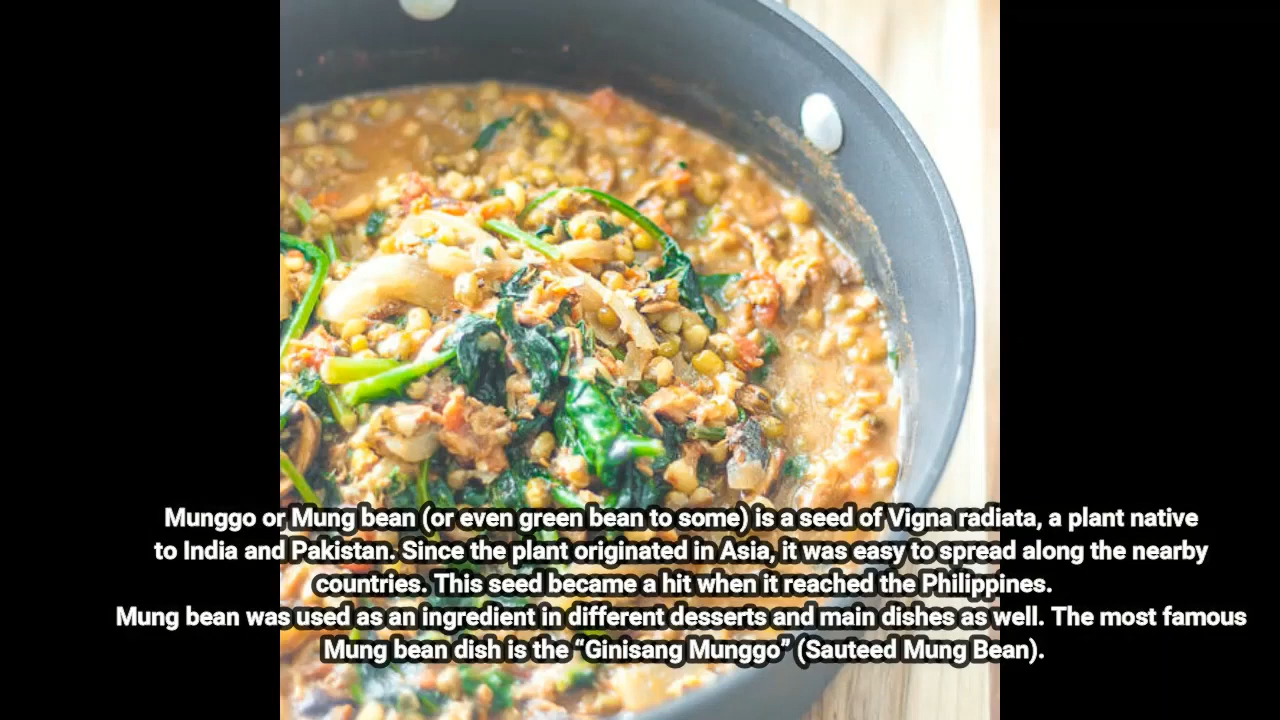 Munggo or Mung bean (or even green bean to some) is a seed of Vigna radiata, a plant native
to India and Pakistan. Since the plant originated in Asia, it was easy to spread along the nearby
countries. This seed became a hit when it reached the Philippines.
Mung bean was used as an ingredient in different desserts and main dishes as well. The most famous
Mung bean dish is the “Ginisang Munggo” (Sauteed Mung Bean).